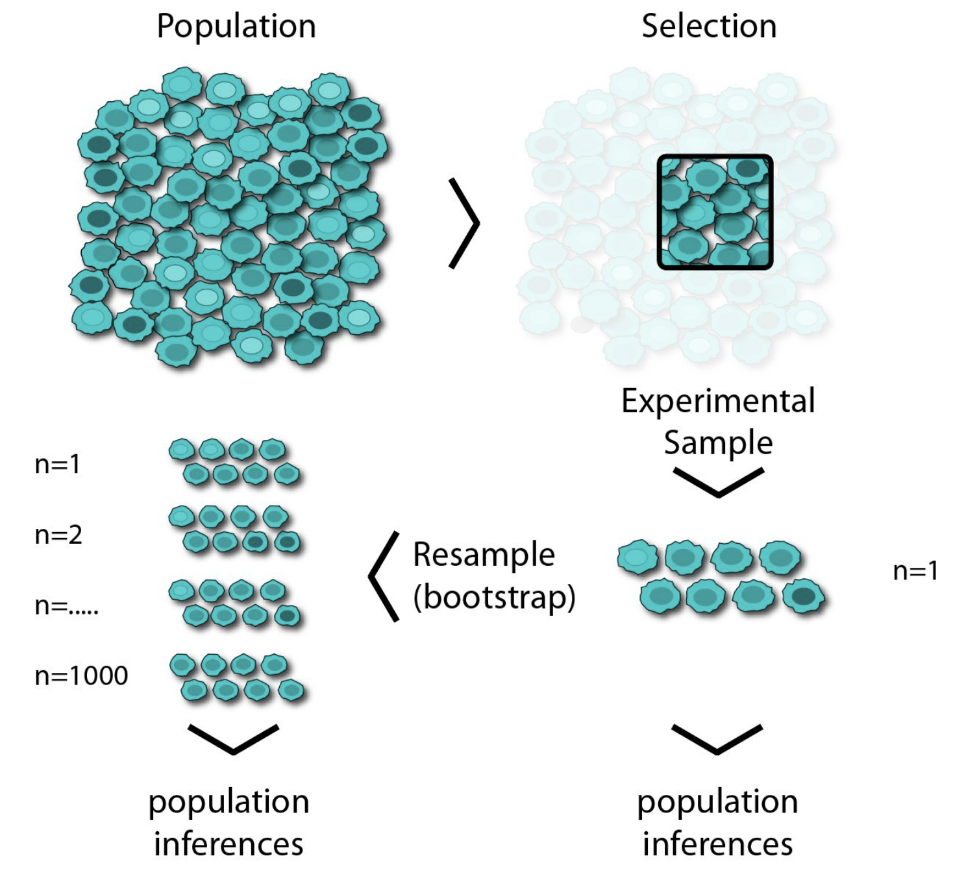 Population
Selection
Experimental
Sample
n=1
n=2
n=.....
n=1000
Resample
(bootstrap)
n=1
population
inferences
population
inferences